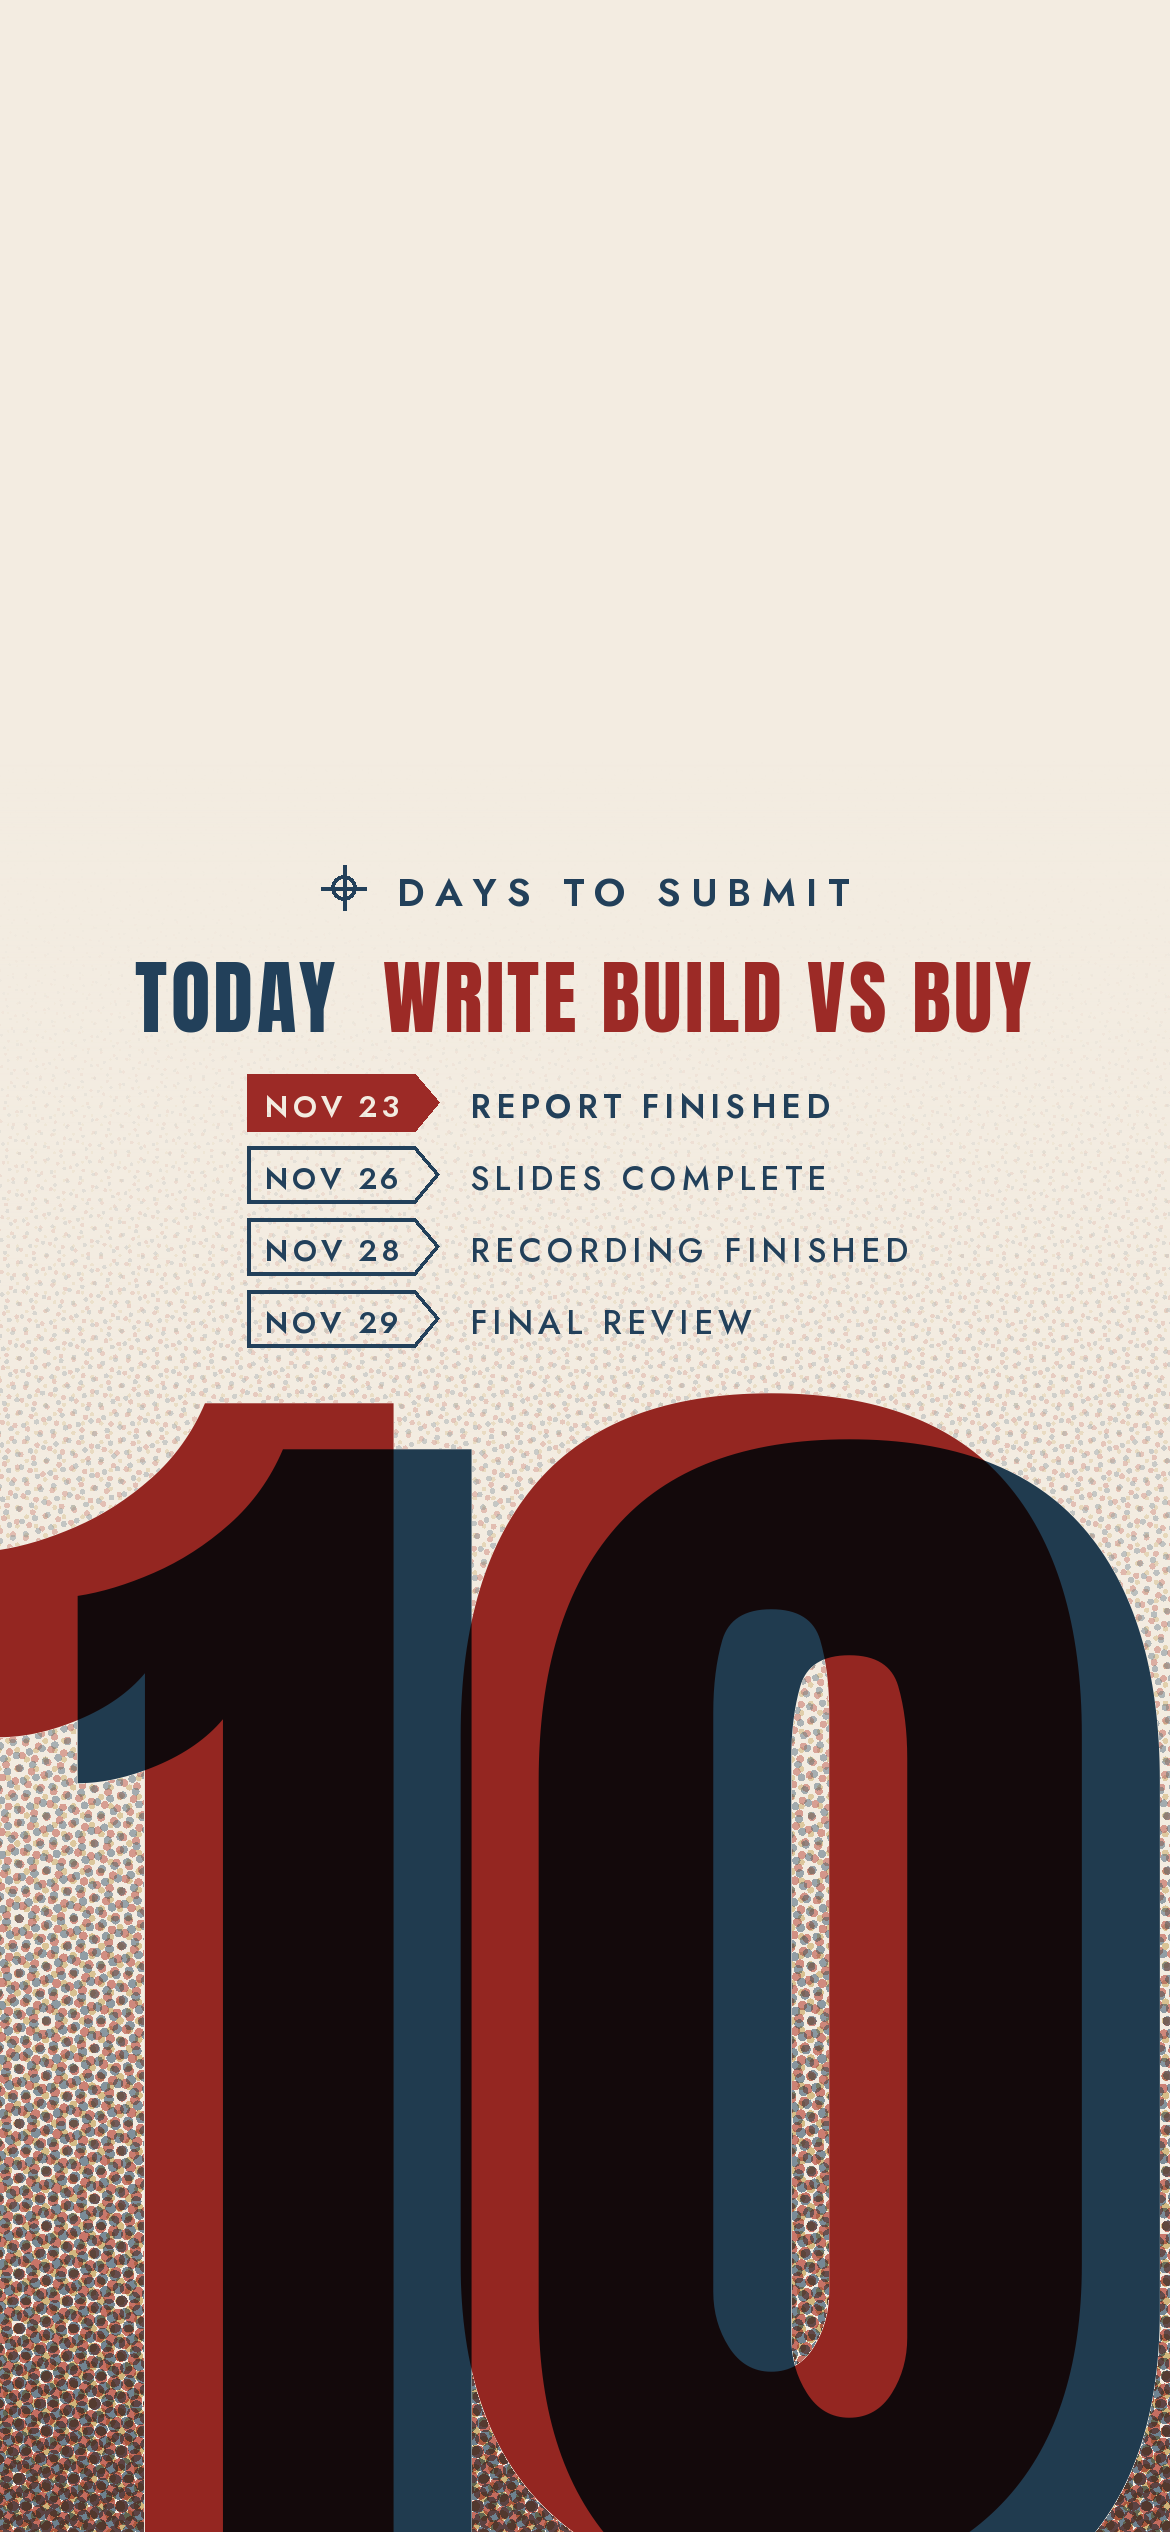 DAYS TO SUBMIT
TODAY WRITE BUILD VS BUY
NOV 23 REPORT FINISHED
NOV 26 SLIDES COMPLETE
NOV 28 RECORDING FINISHED
NOV 29 FINAL REVIEW
10